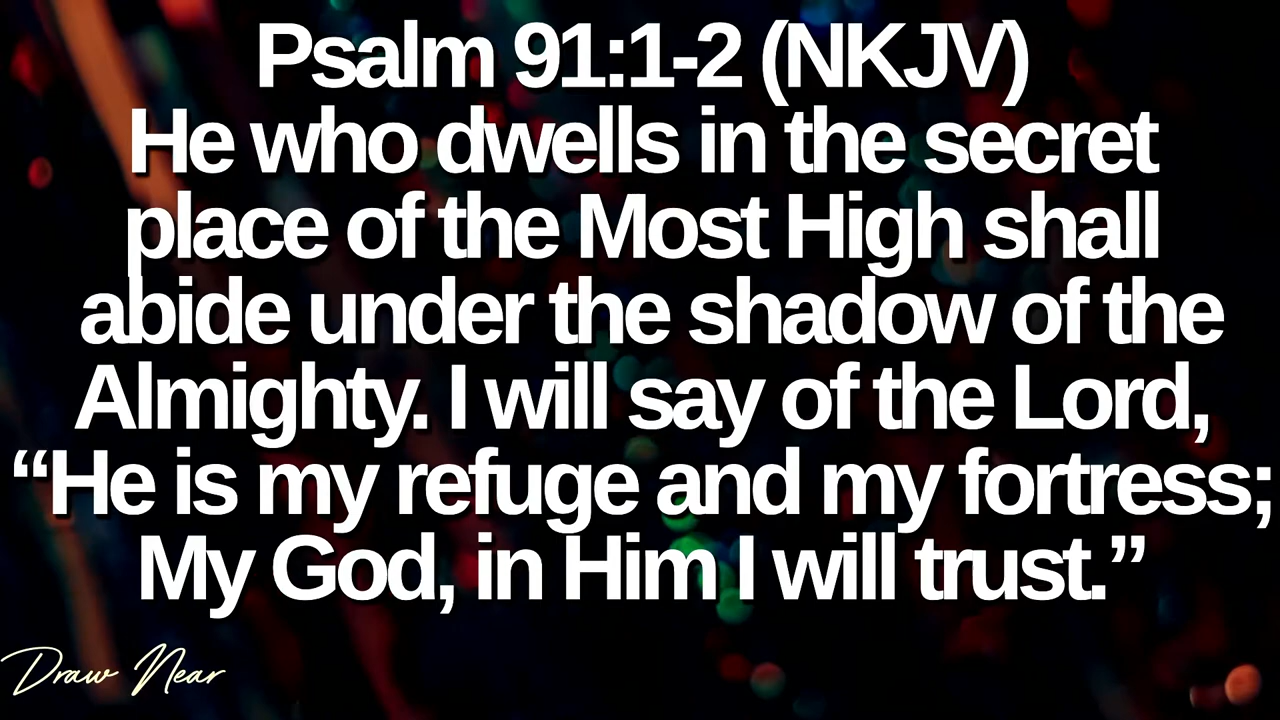 Psalm 91:1-2 (NKJV)
He who dwells in the secret
place of the Most High shall
abide under the shadow of the
Almighty. I will say of the Lord,
“He is my refuge and my fortress;
My God, in Him I will trust.”
Draw Near